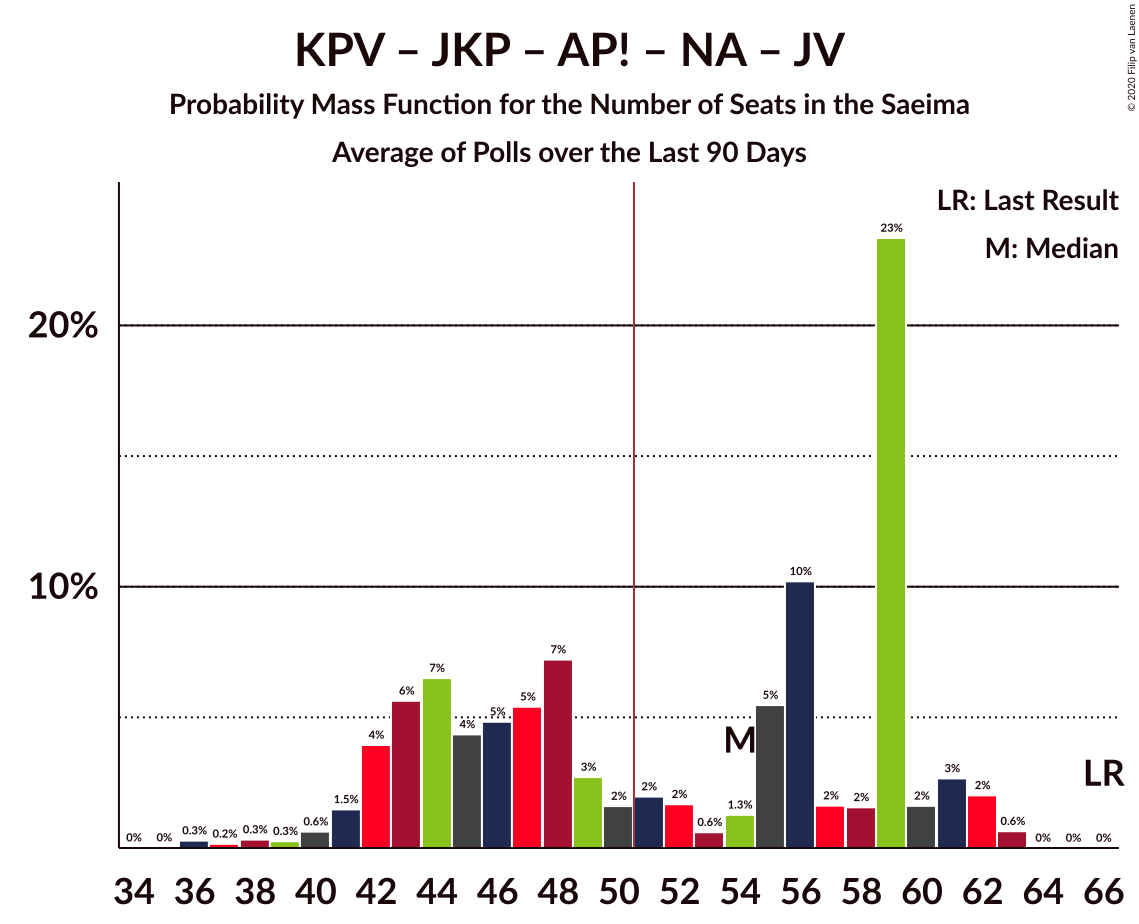 KPV – JKP – AP! – NA – JV
Probability Mass Function for the Number of Seats in the Saeima
Average of Polls over the Last 90 Days
© 2020 Filip van Laenen
LR: Last Result
M: Median
20%
10%
0% 0% 0.3% 0.2% 0.3% 0.3% 0.6% 1.5% 4% 6% 7% 4% 5% 5% 7% 3% 2% 2% 2% 0.6% 1.3% 5% 10% 2% 2% 23% 2% 3% 2% 0.6% 0% 0% 0%
M
LR
34 36 38 40 42 44 46 48 50 52 54 56 58 60 62 64 66